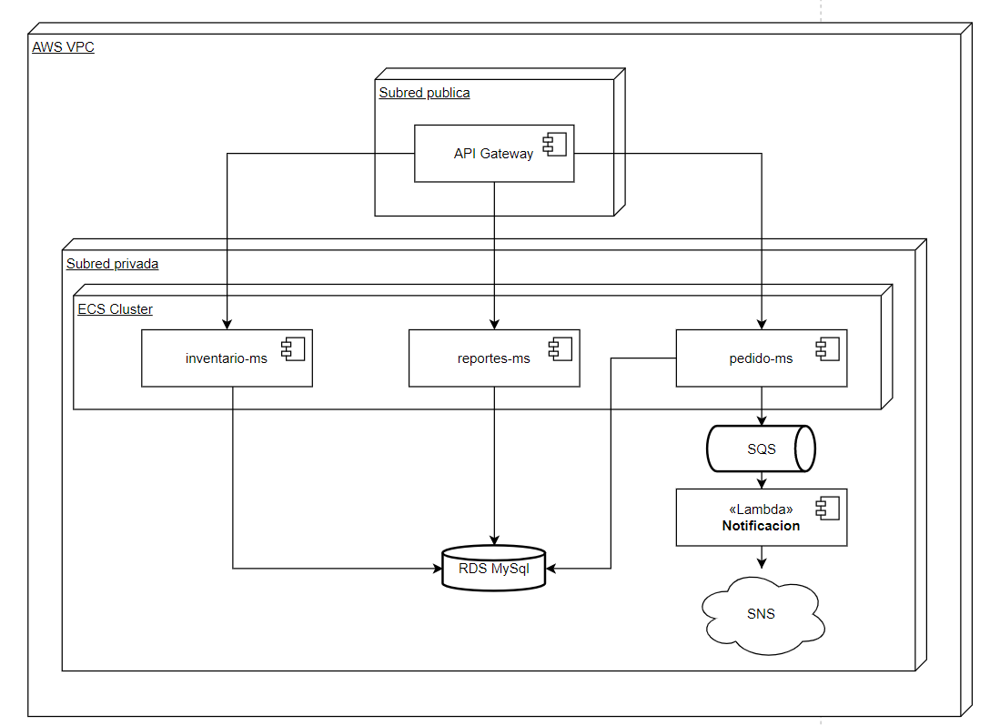 AWS VPC
Subred publica
API Gateway
Subred privada
ECS Cluster
inventario-ms
reportes-ms
pedido-ms
SQS
«Lambda»
Notificacion
RDS MySql
SNS